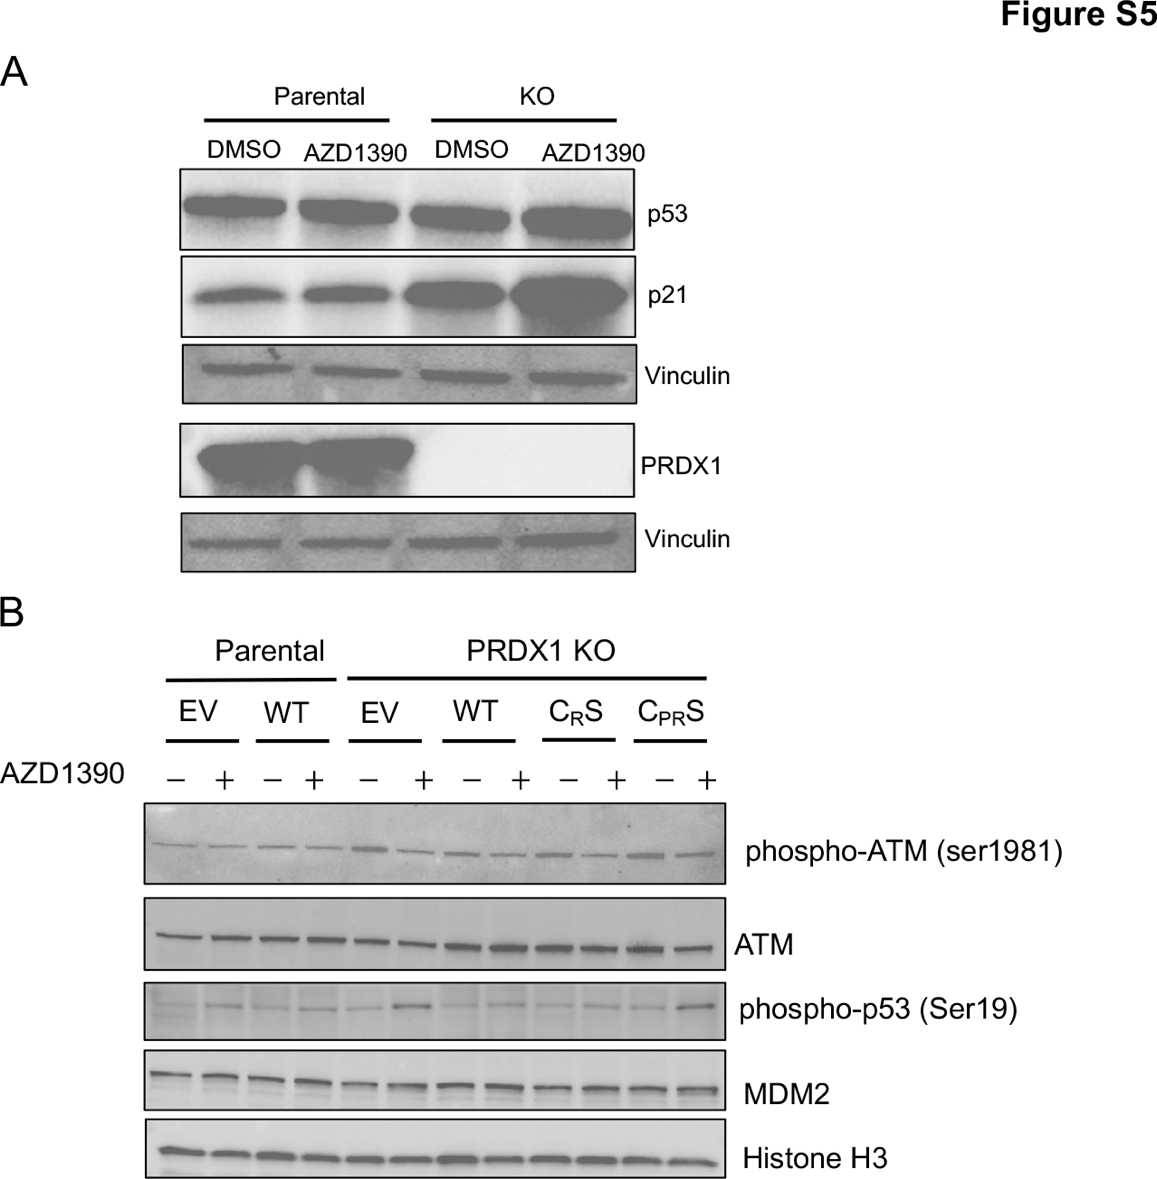 Figure S5
A
Parental KO
DMSO AZD1390 DMSO AZD1390
p53
p21
Vinculin
PRDX1
Vinculin
B
Parental PRDX1 KO
EV WT EV WT CRS CPRS
AZD1390 – + – + – + – + – + – +
phospho-ATM (ser1981)
ATM
phospho-p53 (Ser19)
MDM2
Histone H3